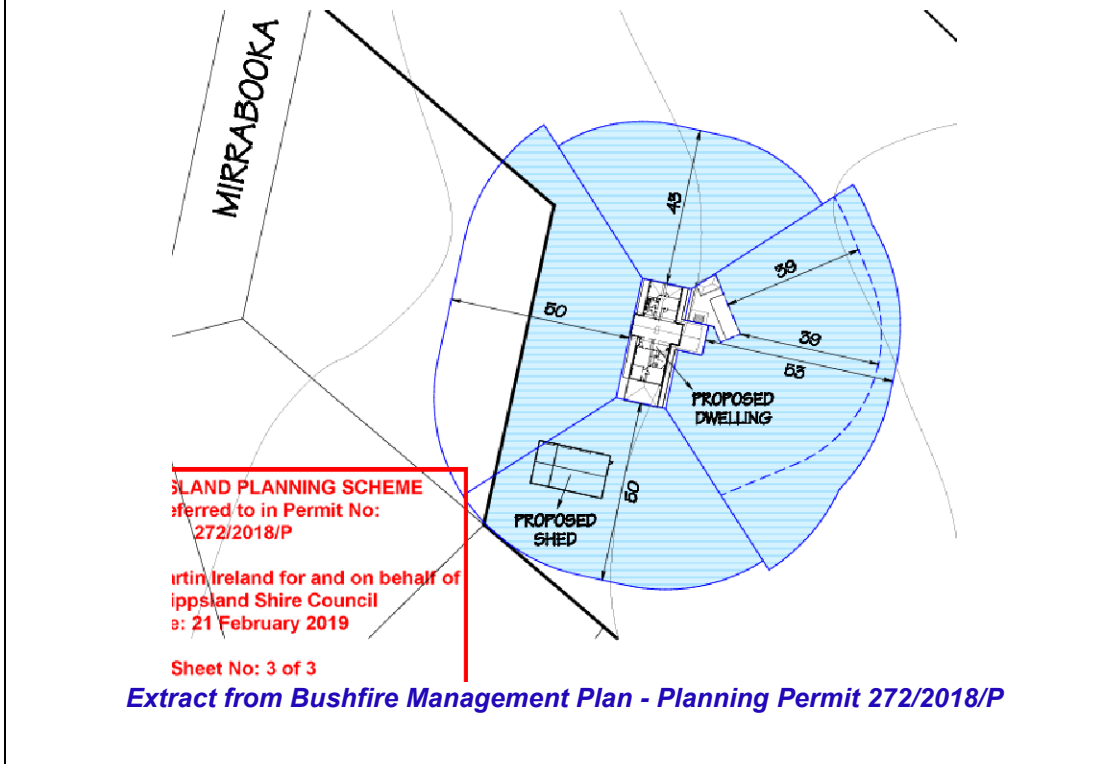 MIRRABOOKA
43
39
50
39
53
PROPOSED
DWELLING
50
PROPOSED
SHED
SLAND PLANNING SCHEME
eferred to in Permit No:
272/2018/P
artin Ireland for and on behalf of
ippsland Shire Council
e: 21 February 2019
Sheet No: 3 of 3
Extract from Bushfire Management Plan - Planning Permit 272/2018/P